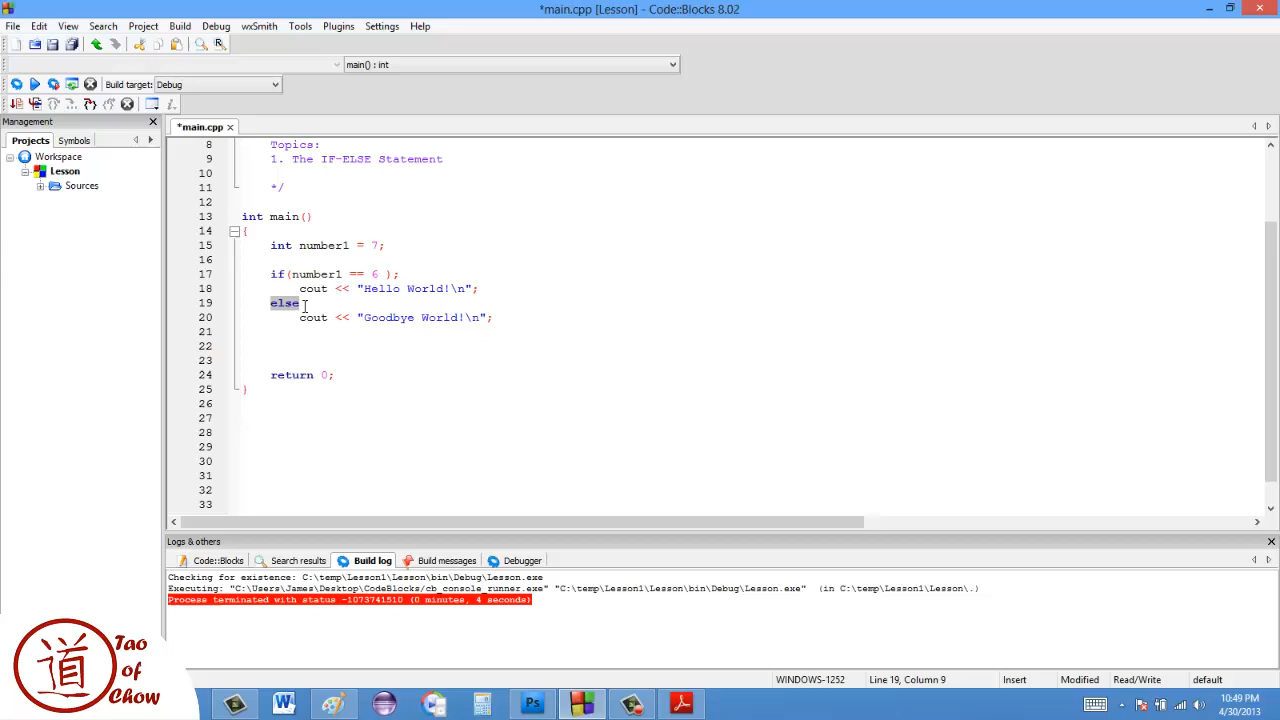 *main.cpp [Lesson] - Code::Blocks 8.02
File Edit View Search Project Build Debug wxSmith Tools Plugins Settings Help
main() : int
Build target: Debug
Management
Projects Symbols
Workspace
Lesson
Sources
*main.cpp
8 Topics:
9 1. The IF-ELSE Statement
10
11 */
12
13 int main()
14 {
15 int number1 = 7;
16
17 if(number1 == 6 );
18 cout << "Hello World!\n";
19 else
20 cout << "Goodbye World!\n";
21
22
23
24 return 0;
25 }
26
27
28
29
30
31
32
33
Logs & others
Code::Blocks Search results Build log Build messages Debugger
Checking for existence: C:\temp\Lesson1\Lesson\bin\Debug\Lesson.exe
Executing: "C:\Users\James\Desktop\CodeBlocks/cb_console_runner.exe" "C:\temp\Lesson1\Lesson\bin\Debug\Lesson.exe"  (in C:\temp\Lesson1\Lesson\.)
Process terminated with status -1073741510 (0 minutes, 4 seconds)
WINDOWS-1252 Line 19, Column 9 Insert Modified Read/Write default
道 Tao
of
Chow
W Ps
10:49 PM
4/30/2013